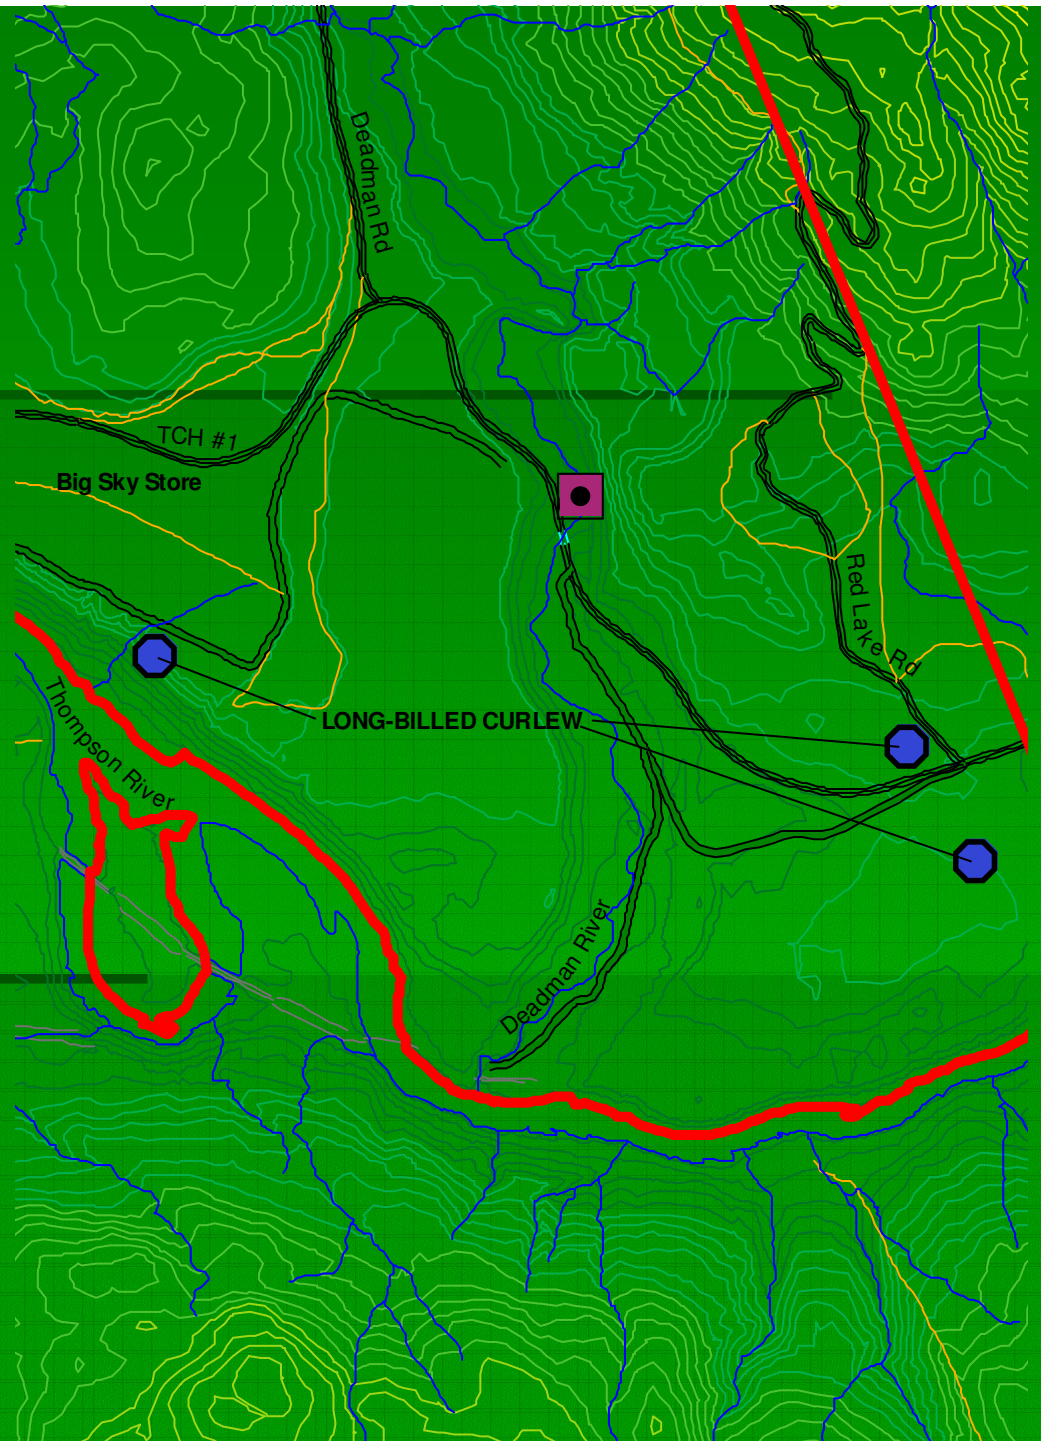 Deadman Rd
TCH #1
Big Sky Store
Red Lake Rd
Thompson River
LONG-BILLED CURLEW
Deadman River